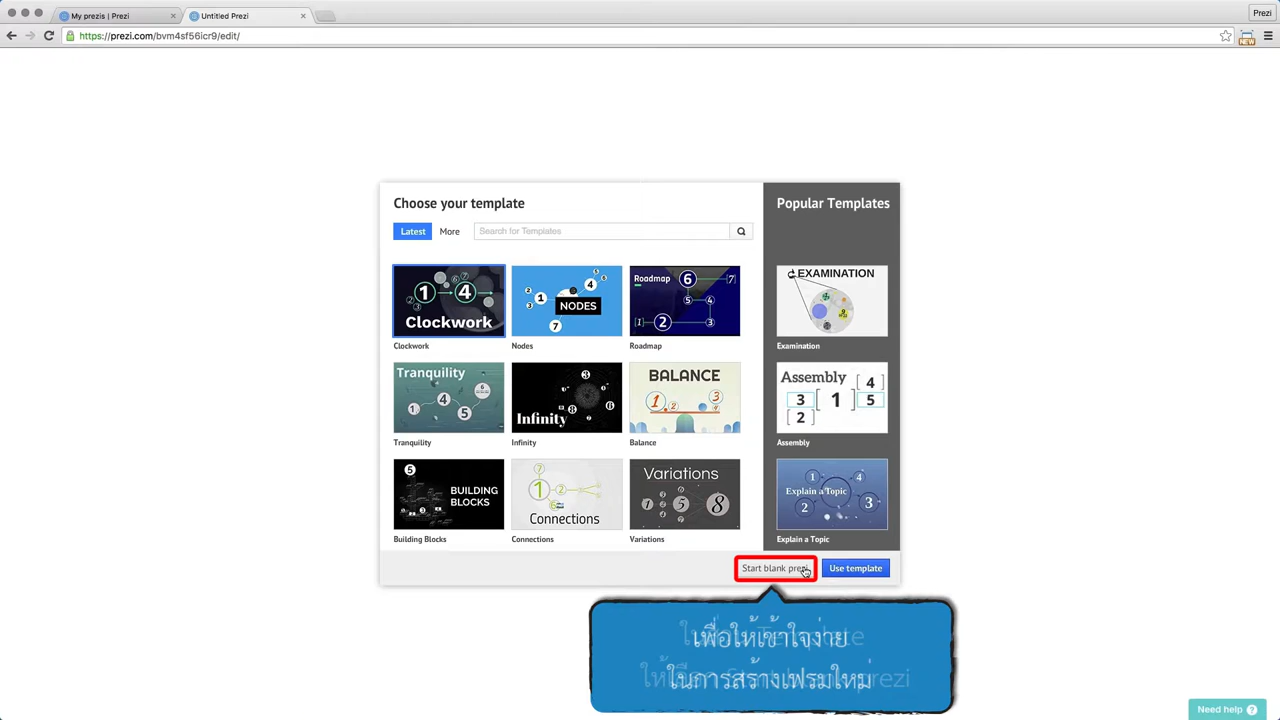 My prezis | Prezi
Untitled Prezi
Prezi
https://prezi.com/bvm4sf56icr9/edit/
NEW
Choose your template
Latest
More
Search for Templates
Popular Templates
1 4
Clockwork
Clockwork
NODES
Nodes
Roadmap
Roadmap
EXAMINATION
Examination
Tranquility
Tranquility
Infinity
Infinity
BALANCE
Balance
Assembly
Assembly
BUILDING
BLOCKS
Building Blocks
Connections
Connections
Variations
Variations
Explain a Topic
Explain a Topic
Start blank prezi
Use template
เพื่อให้เข้าใจง่าย
ในการสร้างเฟรมใหม่
Need help ?